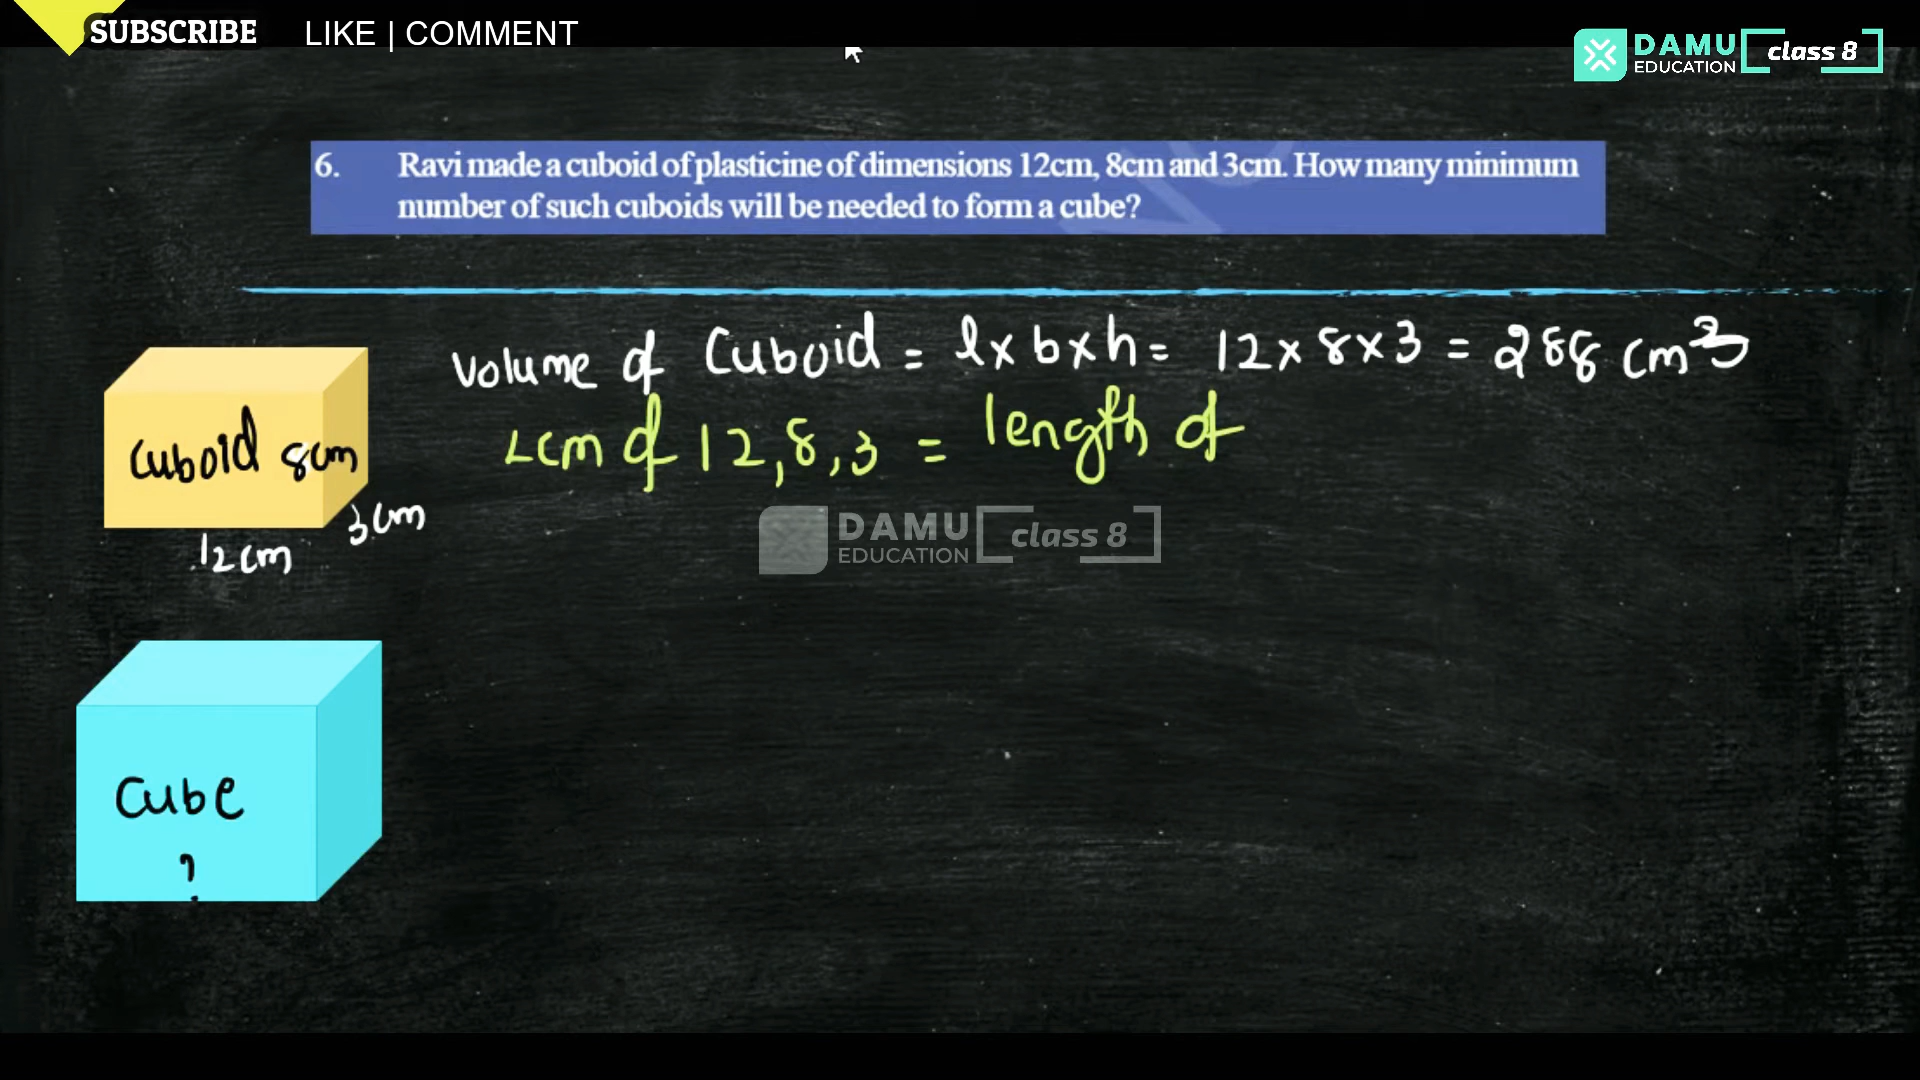 SUBSCRIBE LIKE | COMMENT
DAMU EDUCATION class 8
6. Ravi made a cuboid of plasticine of dimensions 12cm, 8cm and 3cm. How many minimum
number of such cuboids will be needed to form a cube?
Volume of Cuboid = l x b x h = 12 x 8 x 3 = 288 cm³
Lcm of 12,8,3 = length of
Cuboid 8cm
3cm
12cm
DAMU EDUCATION class 8
Cube
?